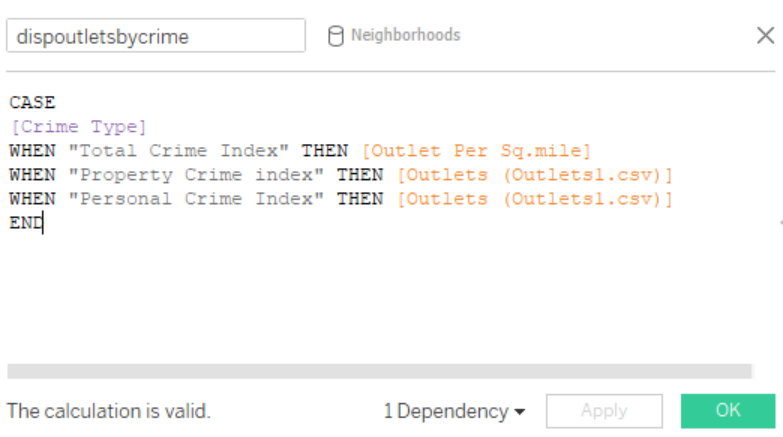 dispoutletsbycrime
Neighborhoods
CASE
[Crime Type]
WHEN "Total Crime Index" THEN [Outlet Per Sq.mile]
WHEN "Property Crime index" THEN [Outlets (Outlets1.csv)]
WHEN "Personal Crime Index" THEN [Outlets (Outlets1.csv)]
END
The calculation is valid.
1 Dependency
Apply
OK